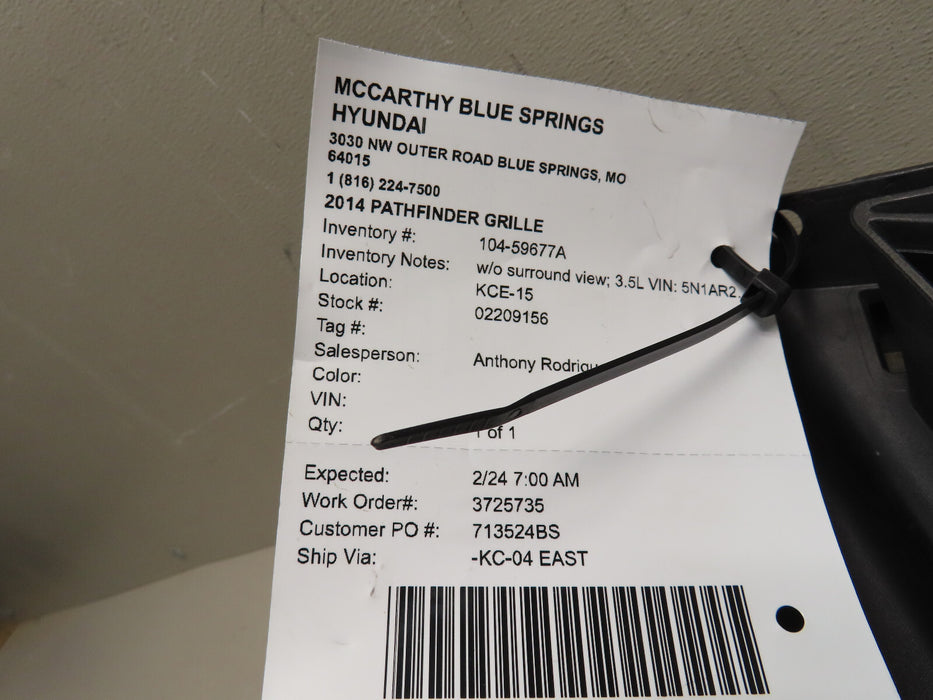 MCCARTHY BLUE SPRINGS
HYUNDAI
3030 NW OUTER ROAD BLUE SPRINGS, MO
64015
1 (816) 224-7500
2014 PATHFINDER GRILLE
Inventory #: 104-59677A
Inventory Notes: w/o surround view; 3.5L VIN: 5N1AR2
Location: KCE-15
Stock #: 02209156
Tag #:
Salesperson: Anthony
Color:
VIN:
Qty: 1 of 1
Expected: 2/24 7:00 AM
Work Order#: 3725735
Customer PO #: 713524BS
Ship Via: -KC-04 EAST